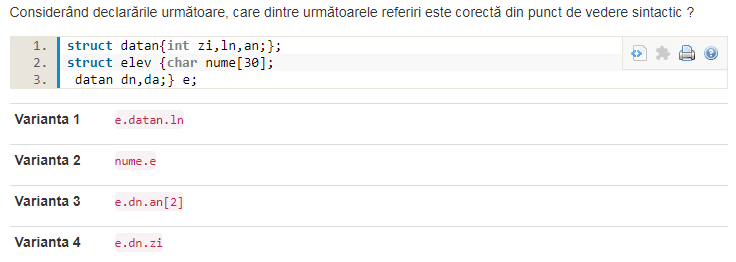 Considerând declarările următoare, care dintre următoarele referiri este corectă din punct de vedere sintactic ?
1. struct datan{int zi,ln,an;};
2. struct elev {char nume[30];
3. datan dn,da;} e;
Varianta 1 e.datan.ln
Varianta 2 nume.e
Varianta 3 e.dn.an[2]
Varianta 4 e.dn.zi